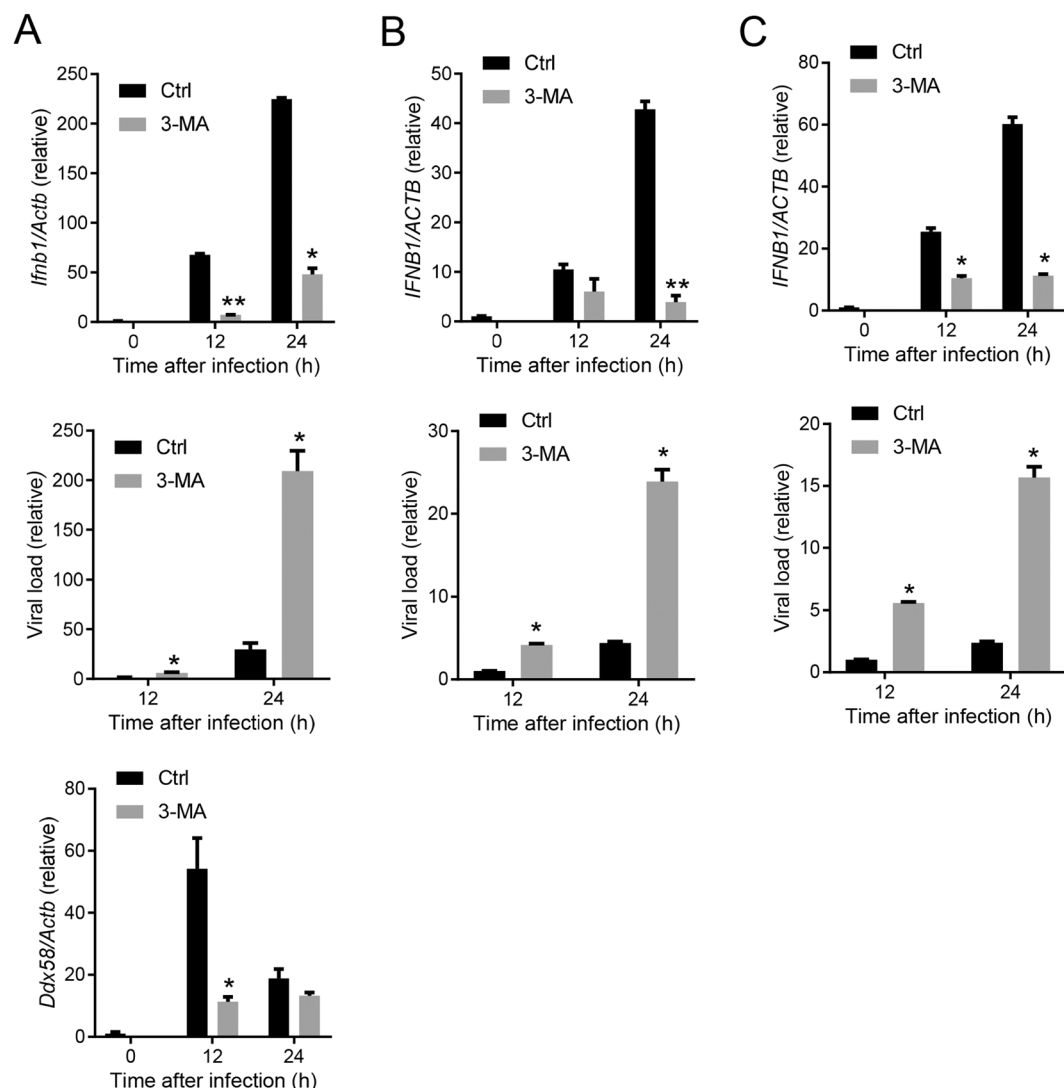 A
Ctrl
3-MA
Ifnb1/Actb (relative)
250
200
150
100
50
0
**
*
0 12 24
Time after infection (h)
B
Ctrl
3-MA
IFNB1/ACTB (relative)
50
40
30
20
10
0
**
0 12 24
Time after infection (h)
C
Ctrl
3-MA
IFNB1/ACTB (relative)
80
60
40
20
0
*
*
0 12 24
Time after infection (h)
Ctrl
3-MA
Viral load (relative)
250
200
150
100
50
0
*
*
12 24
Time after infection (h)
Ctrl
3-MA
Viral load (relative)
30
20
10
0
*
*
12 24
Time after infection (h)
Ctrl
3-MA
Viral load (relative)
20
15
10
5
0
*
*
12 24
Time after infection (h)
Ctrl
3-MA
Ddx58/Actb (relative)
80
60
40
20
0
*
0 12 24
Time after infection (h)